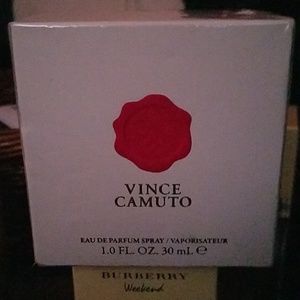 VINCE
CAMUTO
EAU DE PARFUM SPRAY / VAPORISATEUR
1.0 FL. OZ. 30 mL ℮
BURBERRY
Weekend